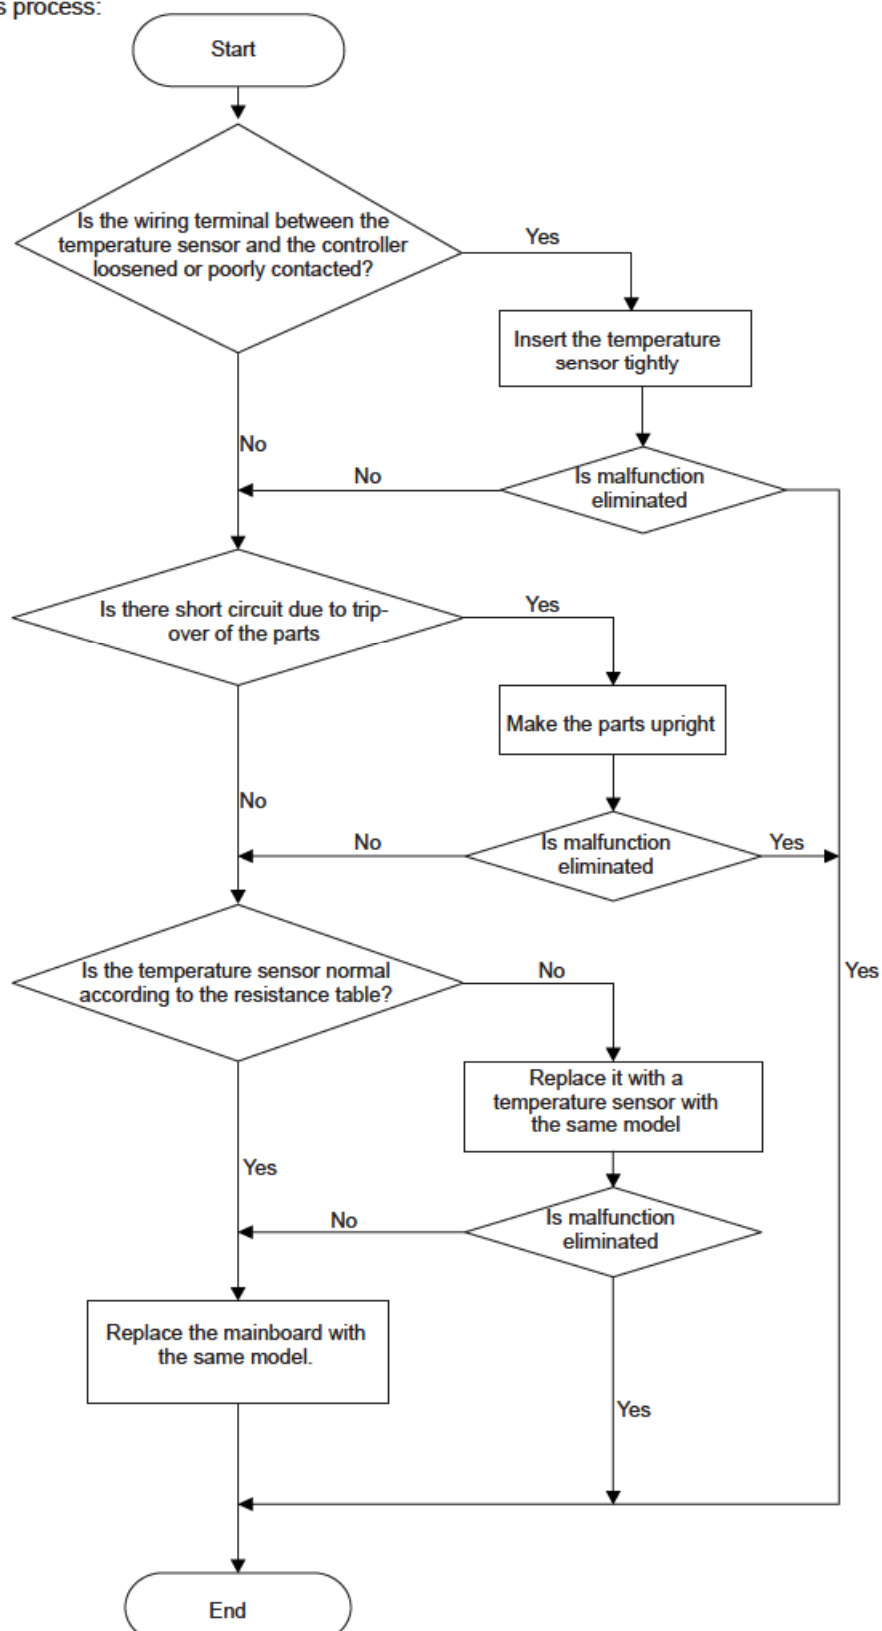 s process:
Start
Is the wiring terminal between the
temperature sensor and the controller
loosened or poorly contacted?
Yes
Insert the temperature
sensor tightly
No
No
Is malfunction
eliminated
Is there short circuit due to trip-
over of the parts
Yes
Make the parts upright
No
No
Is malfunction
eliminated
Yes
Is the temperature sensor normal
according to the resistance table?
No
Yes
Replace it with a
temperature sensor with
the same model
Yes
No
Is malfunction
eliminated
Replace the mainboard with
the same model.
Yes
End